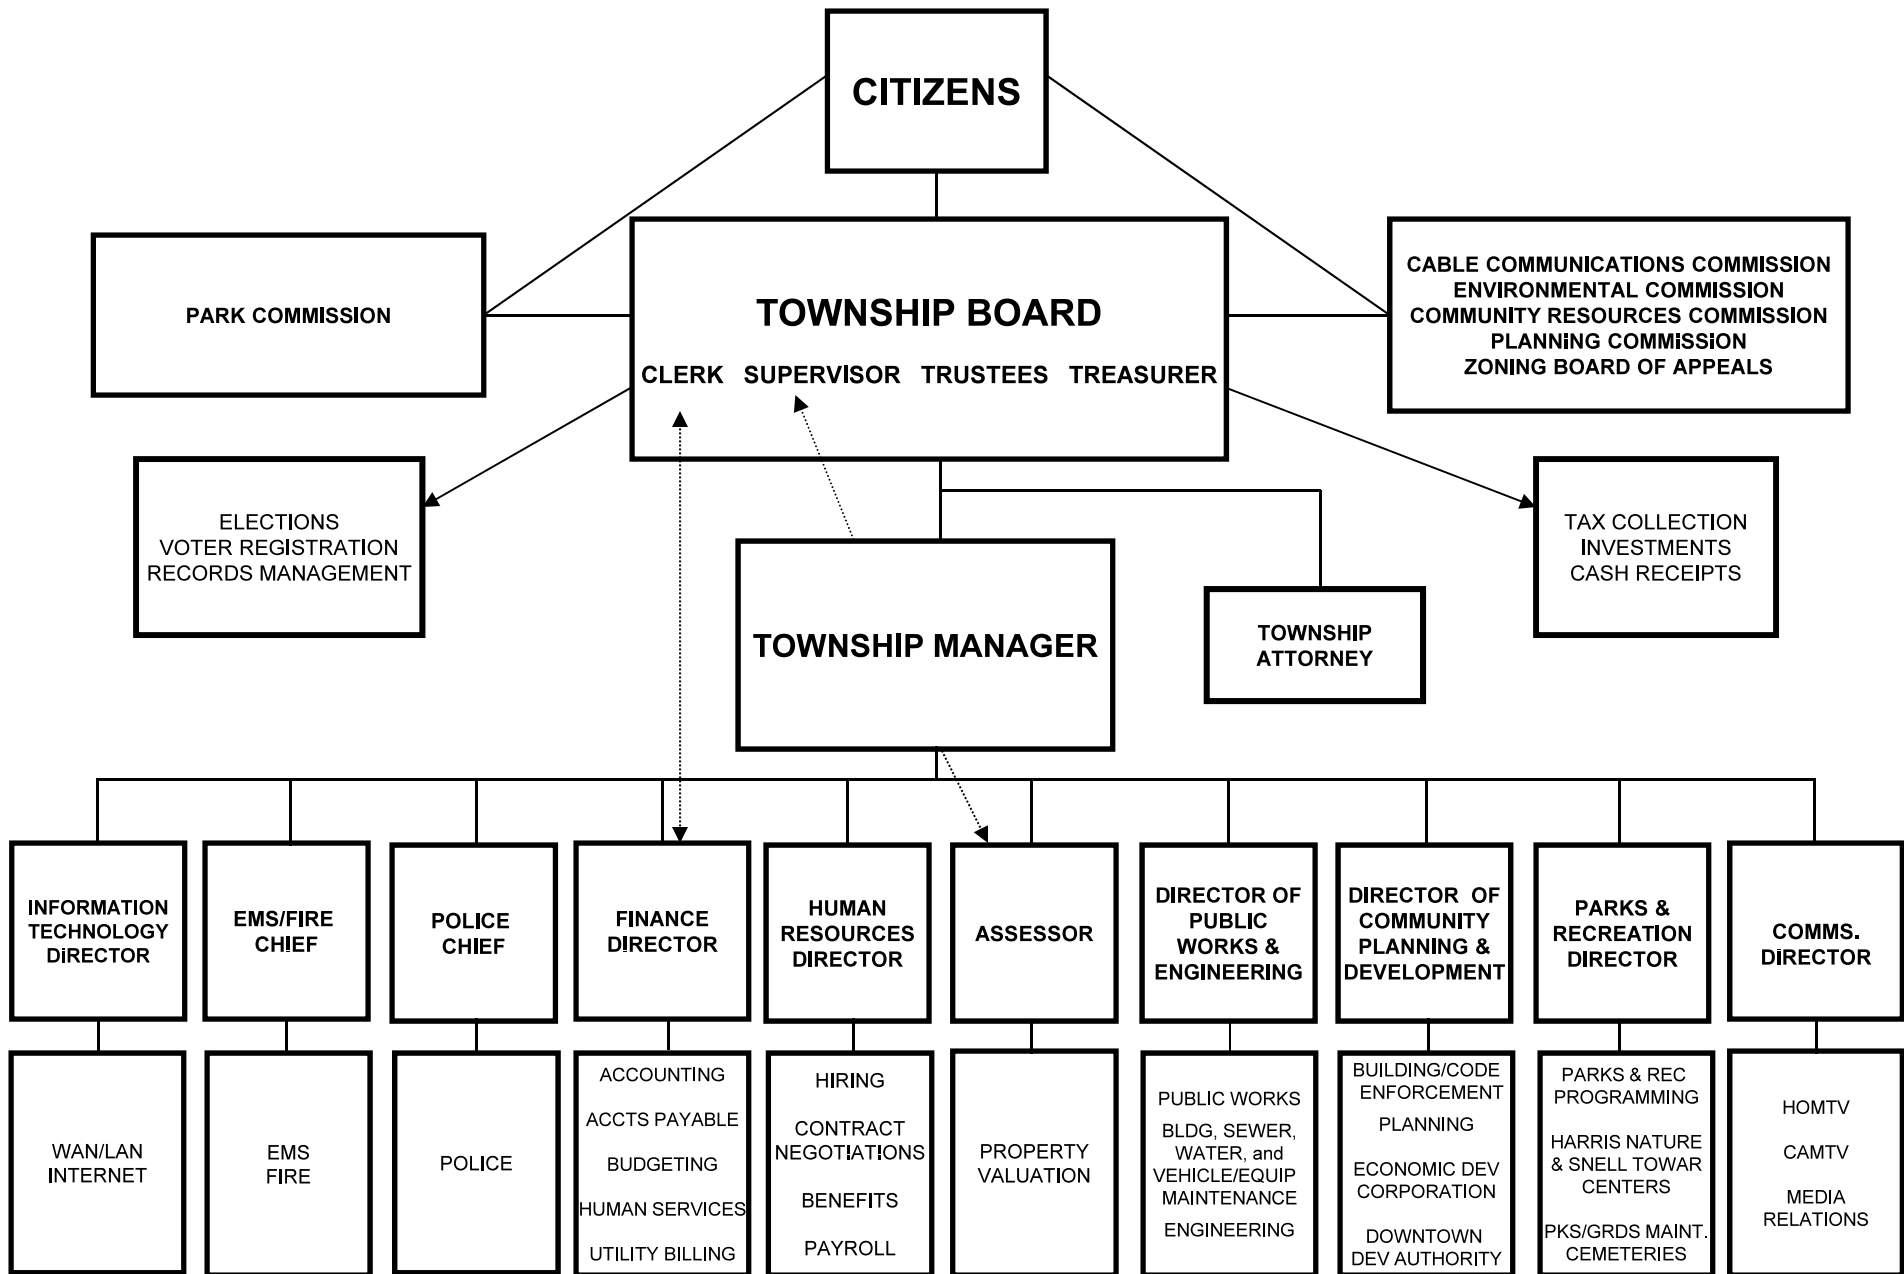 CITIZENS
PARK COMMISSION
TOWNSHIP BOARD
CLERK SUPERVISOR TRUSTEES TREASURER
CABLE COMMUNICATIONS COMMISSION
ENVIRONMENTAL COMMISSION
COMMUNITY RESOURCES COMMISSION
PLANNING COMMISSION
ZONING BOARD OF APPEALS
ELECTIONS
VOTER REGISTRATION
RECORDS MANAGEMENT
TAX COLLECTION
INVESTMENTS
CASH RECEIPTS
TOWNSHIP MANAGER
TOWNSHIP
ATTORNEY
INFORMATION
TECHNOLOGY
DIRECTOR
EMS/FIRE
CHIEF
POLICE
CHIEF
FINANCE
DIRECTOR
HUMAN
RESOURCES
DIRECTOR
ASSESSOR
DIRECTOR OF
PUBLIC
WORKS &
ENGINEERING
DIRECTOR OF
COMMUNITY
PLANNING &
DEVELOPMENT
PARKS &
RECREATION
DIRECTOR
COMMS.
DIRECTOR
WAN/LAN
INTERNET
EMS
FIRE
POLICE
ACCOUNTING
ACCTS PAYABLE
BUDGETING
HUMAN SERVICES
UTILITY BILLING
HIRING
CONTRACT
NEGOTIATIONS
BENEFITS
PAYROLL
PROPERTY
VALUATION
PUBLIC WORKS
BLDG, SEWER,
WATER, and
VEHICLE/EQUIP
MAINTENANCE
ENGINEERING
BUILDING/CODE
ENFORCEMENT
PLANNING
ECONOMIC DEV
CORPORATION
DOWNTOWN
DEV AUTHORITY
PARKS & REC
PROGRAMMING
HARRIS NATURE
& SNELL TOWAR
CENTERS
PKS/GRDS MAINT.
CEMETERIES
HOMTV
CAMTV
MEDIA
RELATIONS